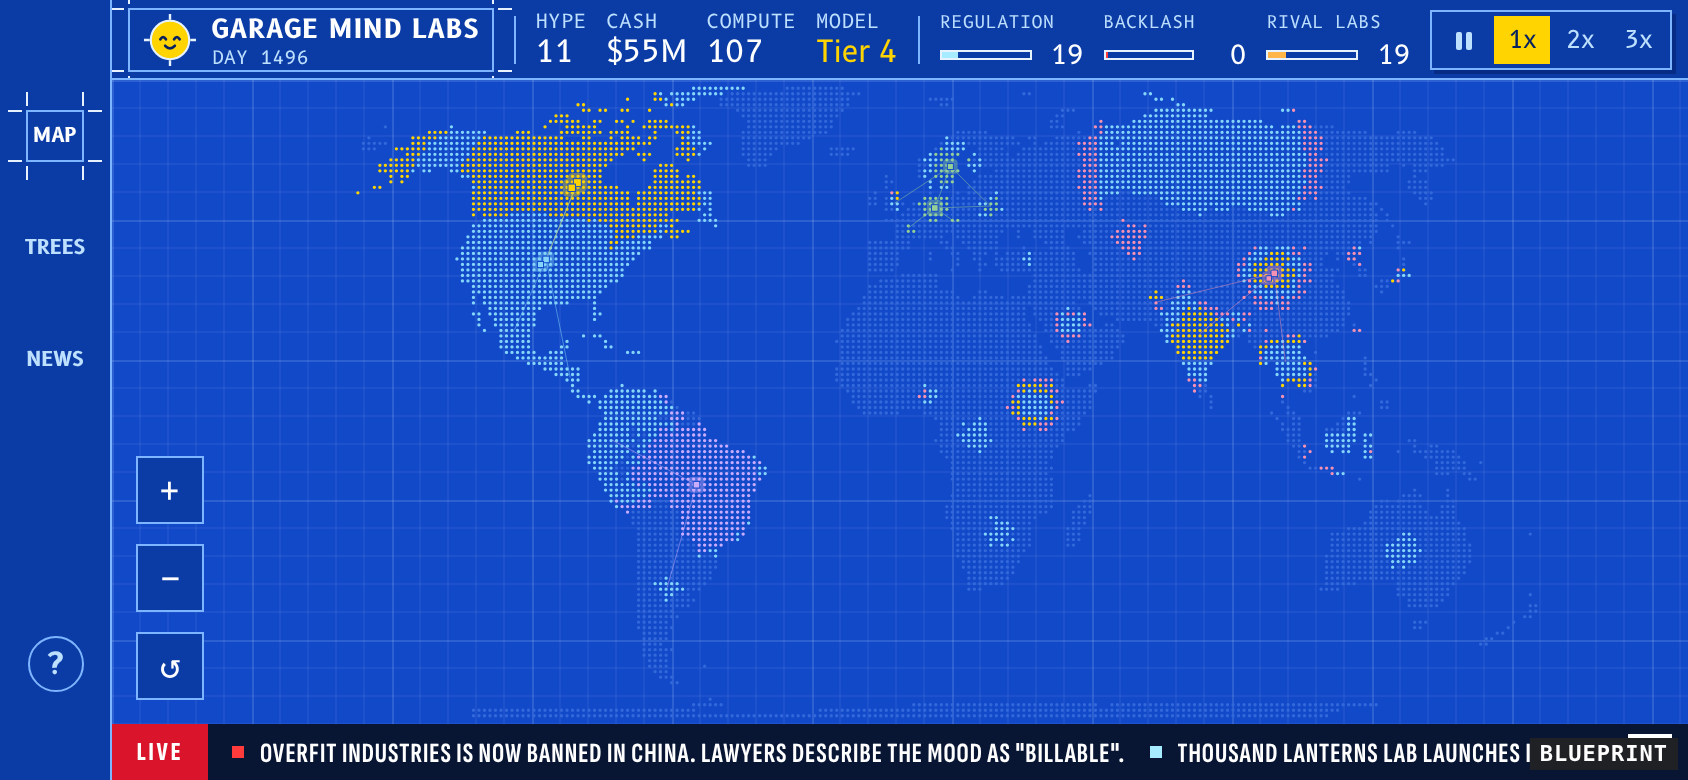 GARAGE MIND LABS
DAY 1496
HYPE
11
CASH
$55M
COMPUTE
107
MODEL
Tier 4
REGULATION
19
BACKLASH
0
RIVAL LABS
19
1x
2x
3x
MAP
TREES
NEWS
+
−
?
LIVE
OVERFIT INDUSTRIES IS NOW BANNED IN CHINA. LAWYERS DESCRIBE THE MOOD AS "BILLABLE".
THOUSAND LANTERNS LAB LAUNCHES
BLUEPRINT